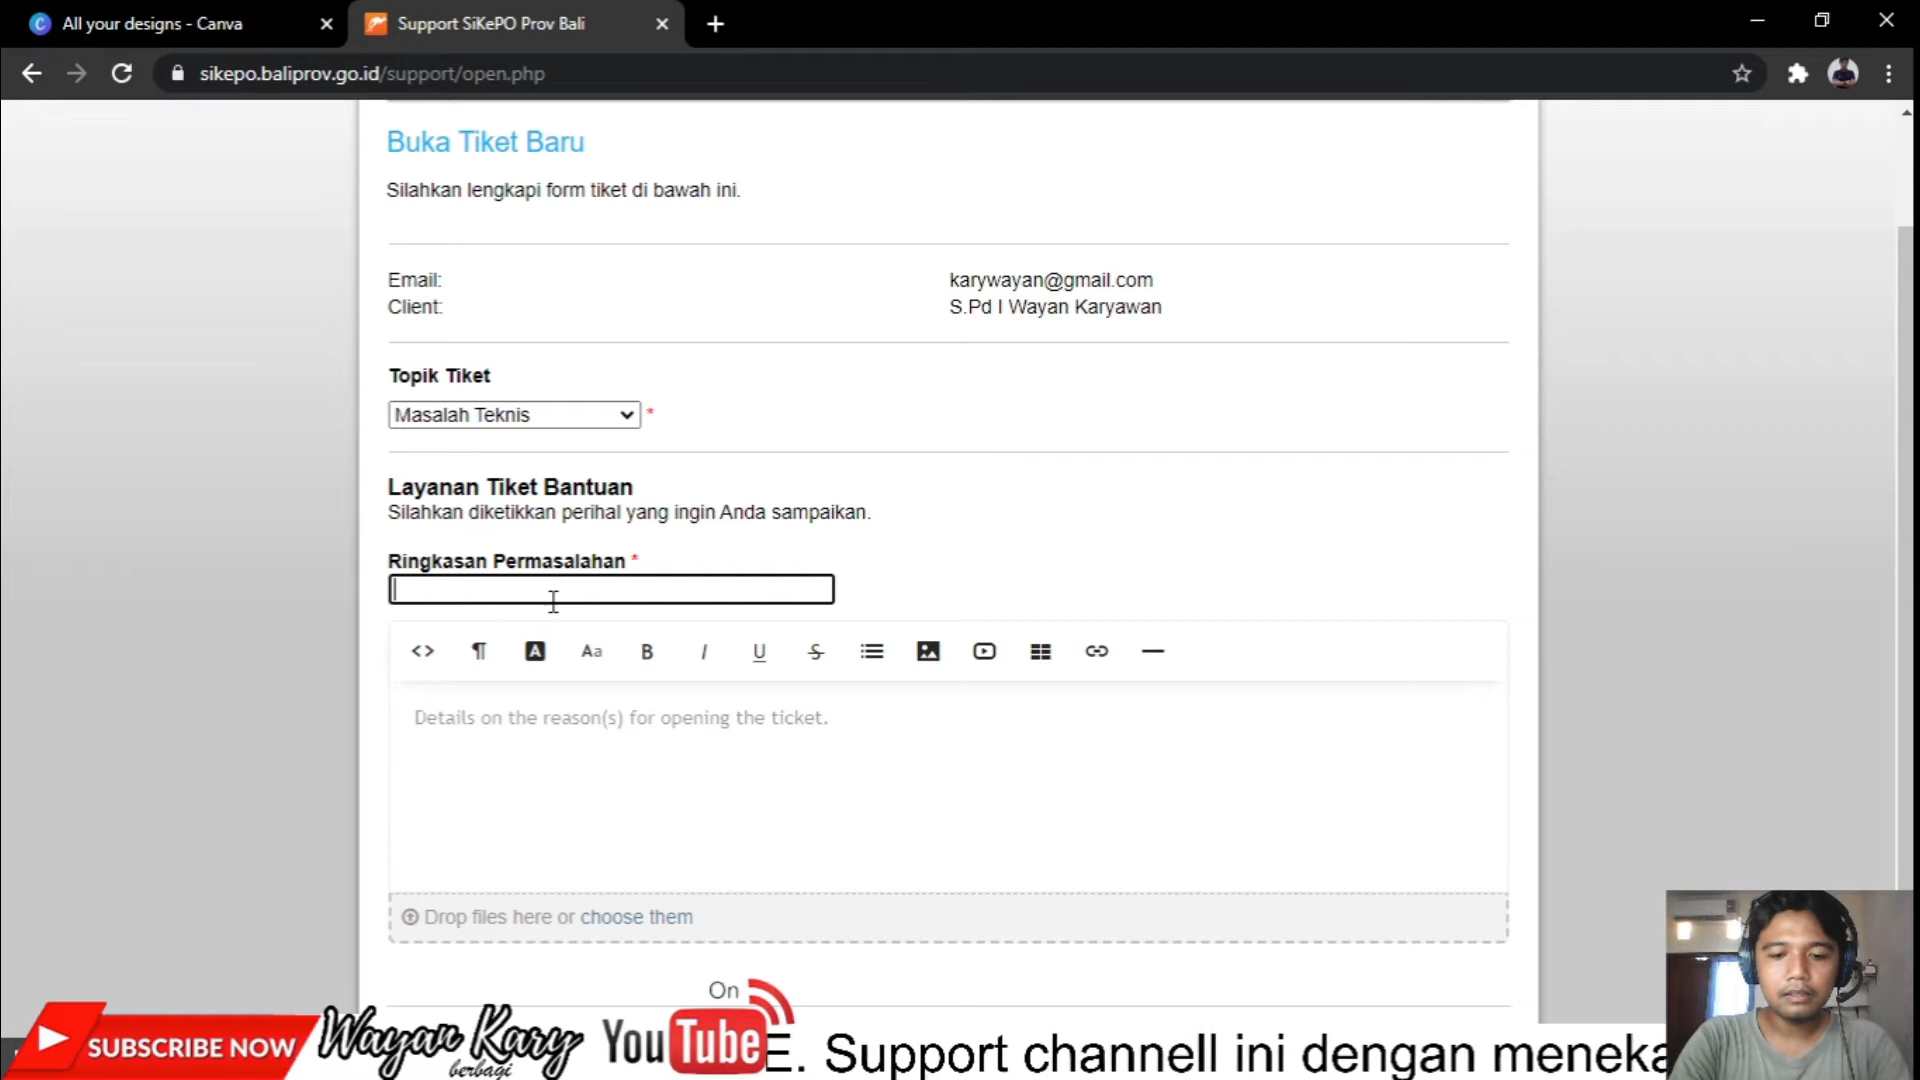 All your designs - Canva
Support SiKePO Prov Bali
sikepo.baliprov.go.id/support/open.php
Buka Tiket Baru
Silahkan lengkapi form tiket di bawah ini.
Email: karywayan@gmail.com
Client: S.Pd I Wayan Karyawan
Topik Tiket
Masalah Teknis *
Layanan Tiket Bantuan
Silahkan diketikkan perihal yang ingin Anda sampaikan.
Ringkasan Permasalahan *
<> ¶ A Aa B I U S
Details on the reason(s) for opening the ticket.
Drop files here or choose them
On
SUBSCRIBE NOW Wayan Kary YouTube E. Support channell ini dengan meneka
berbagi